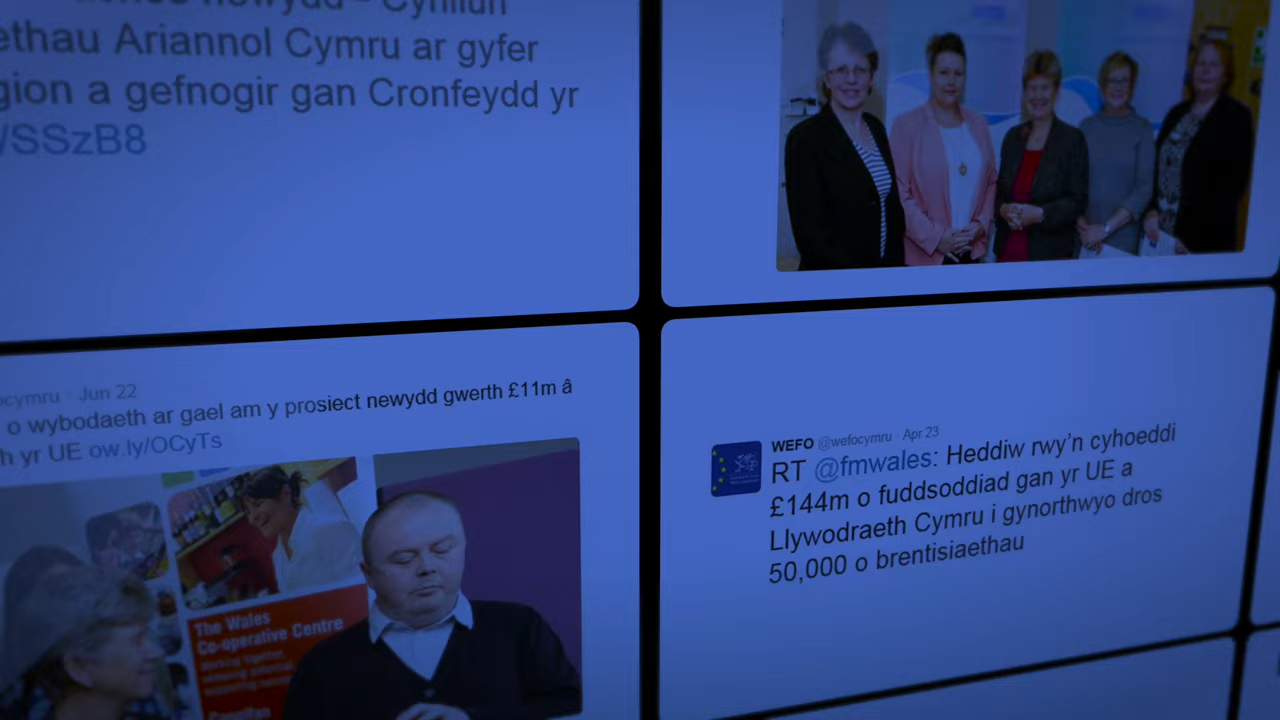 ethau Ariannol Cymru ar gyfer
gion a gefnogir gan Cronfeydd yr
/SSzB8
ocymru · Jun 22
o wybodaeth ar gael am y prosiect newydd gwerth £11m â
h yr UE ow.ly/OCyTs
The Wales
Co-operative Centre
WEFO @wefocymru · Apr 23
RT @fmwales: Heddiw rwy'n cyhoeddi
£144m o fuddsoddiad gan yr UE a
Llywodraeth Cymru i gynorthwyo dros
50,000 o brentisiaethau